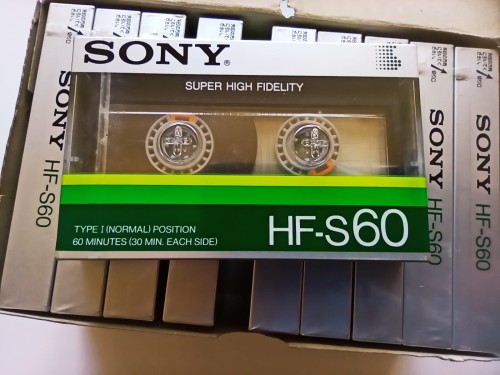 SONY®
SUPER HIGH FIDELITY
TYPE I (NORMAL) POSITION
60 MINUTES (30 MIN. EACH SIDE)
HF-S60
SONY HF-S60
SONY HF-S60
SONY HF-S60